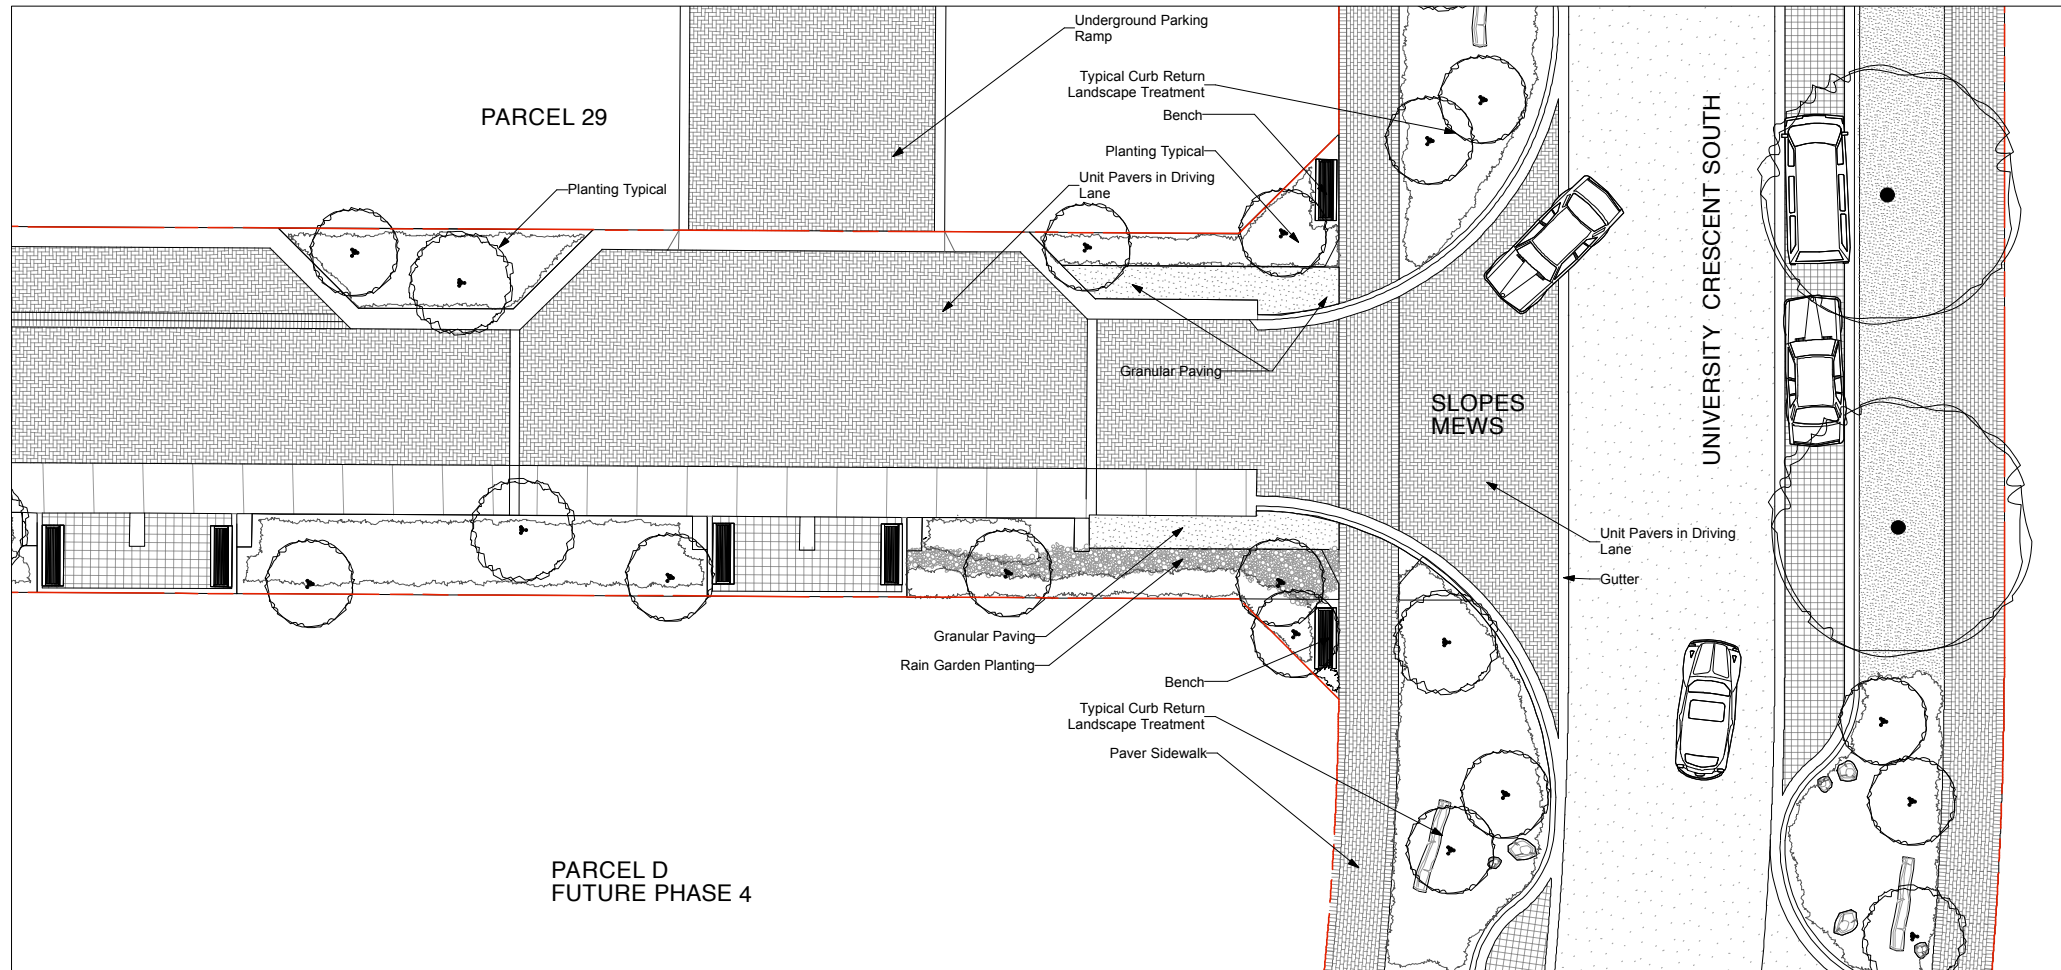 Underground Parking
Ramp
Typical Curb Return
Landscape Treatment
Bench
PARCEL 29
Planting Typical
Unit Pavers in Driving
Lane
Planting Typical
UNIVERSITY CRESCENT SOUTH
Granular Paving
SLOPES
MEWS
Unit Pavers in Driving
Lane
Gutter
Granular Paving
Rain Garden Planting
Bench
Typical Curb Return
Landscape Treatment
Paver Sidewalk
PARCEL D
FUTURE PHASE 4